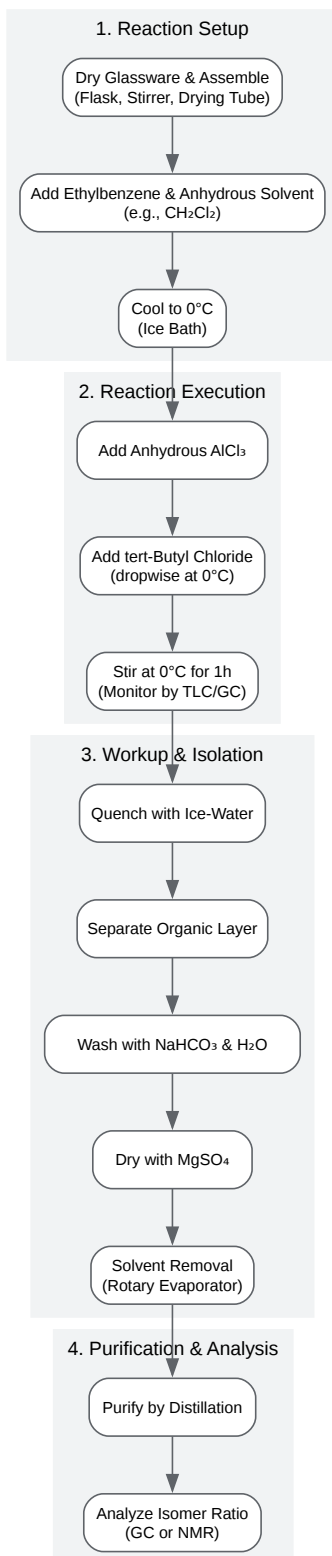 1. Reaction Setup
Dry Glassware & Assemble
(Flask, Stirrer, Drying Tube)
Add Ethylbenzene & Anhydrous Solvent
(e.g., CH₂Cl₂)
Cool to 0°C
(Ice Bath)
2. Reaction Execution
Add Anhydrous AlCl₃
Add tert-Butyl Chloride
(dropwise at 0°C)
Stir at 0°C for 1h
(Monitor by TLC/GC)
3. Workup & Isolation
Quench with Ice-Water
Separate Organic Layer
Wash with NaHCO₃ & H₂O
Dry with MgSO₄
Solvent Removal
(Rotary Evaporator)
4. Purification & Analysis
Purify by Distillation
Analyze Isomer Ratio
(GC or NMR)